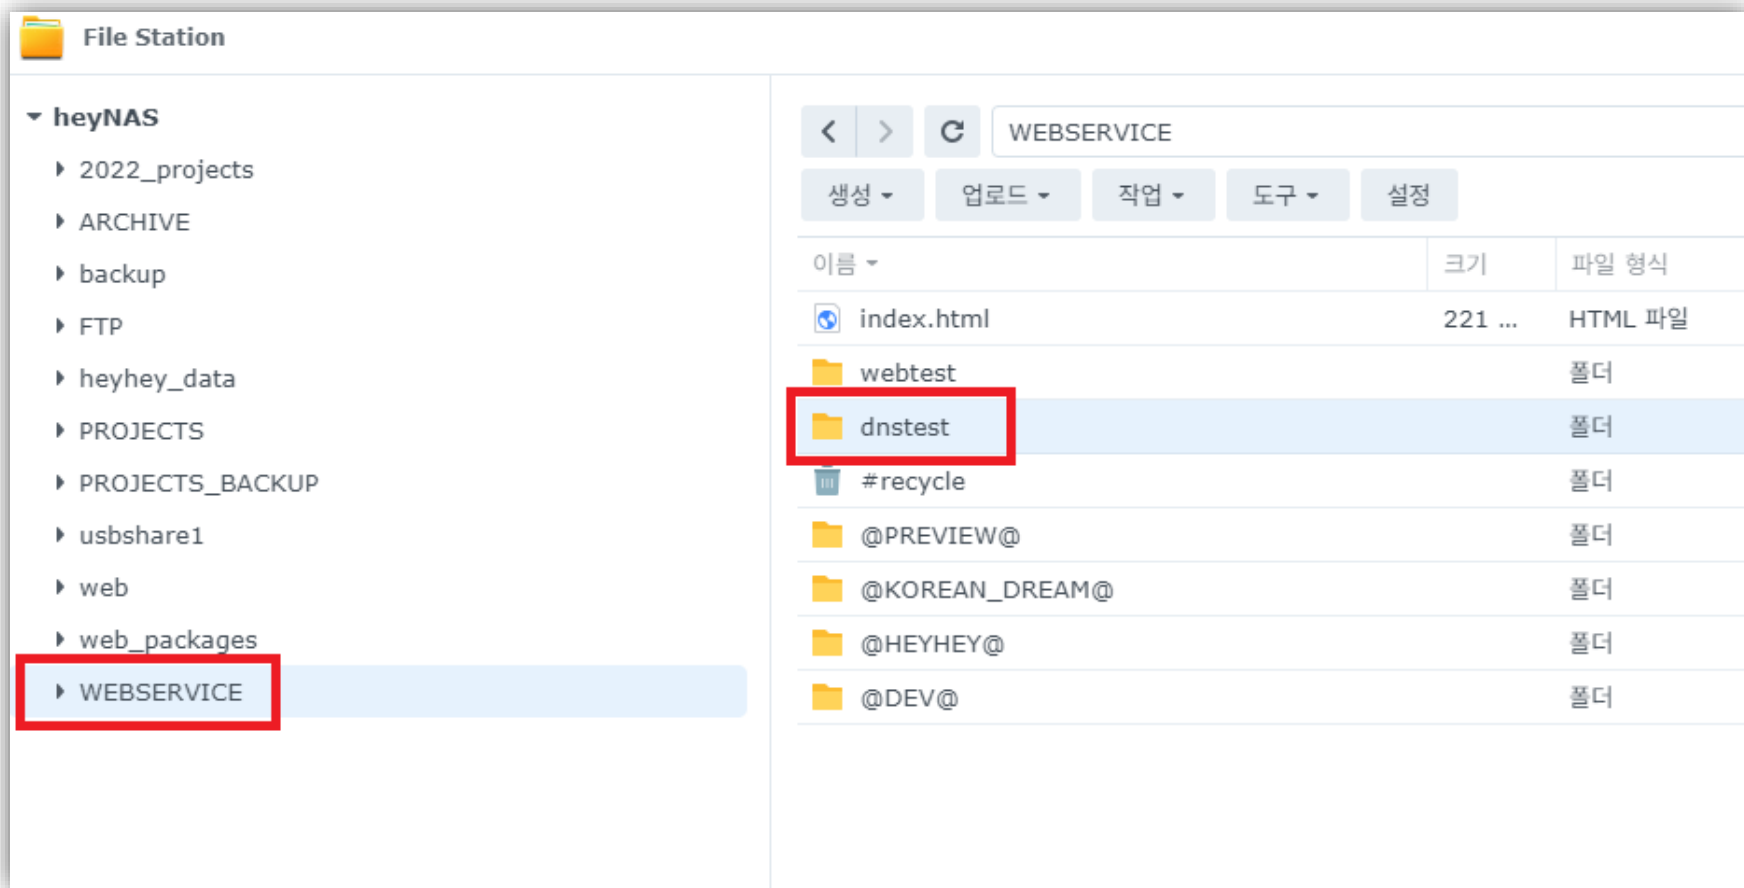 File Station
heyNAS
2022_projects
ARCHIVE
backup
FTP
heyhey_data
PROJECTS
PROJECTS_BACKUP
usbshare1
web
web_packages
WEBSERVICE
WEBSERVICE
생성 업로드 작업 도구 설정
이름 크기 파일 형식
index.html 221 ... HTML 파일
webtest 폴더
dnstest 폴더
#recycle 폴더
@PREVIEW@ 폴더
@KOREAN_DREAM@ 폴더
@HEYHEY@ 폴더
@DEV@ 폴더